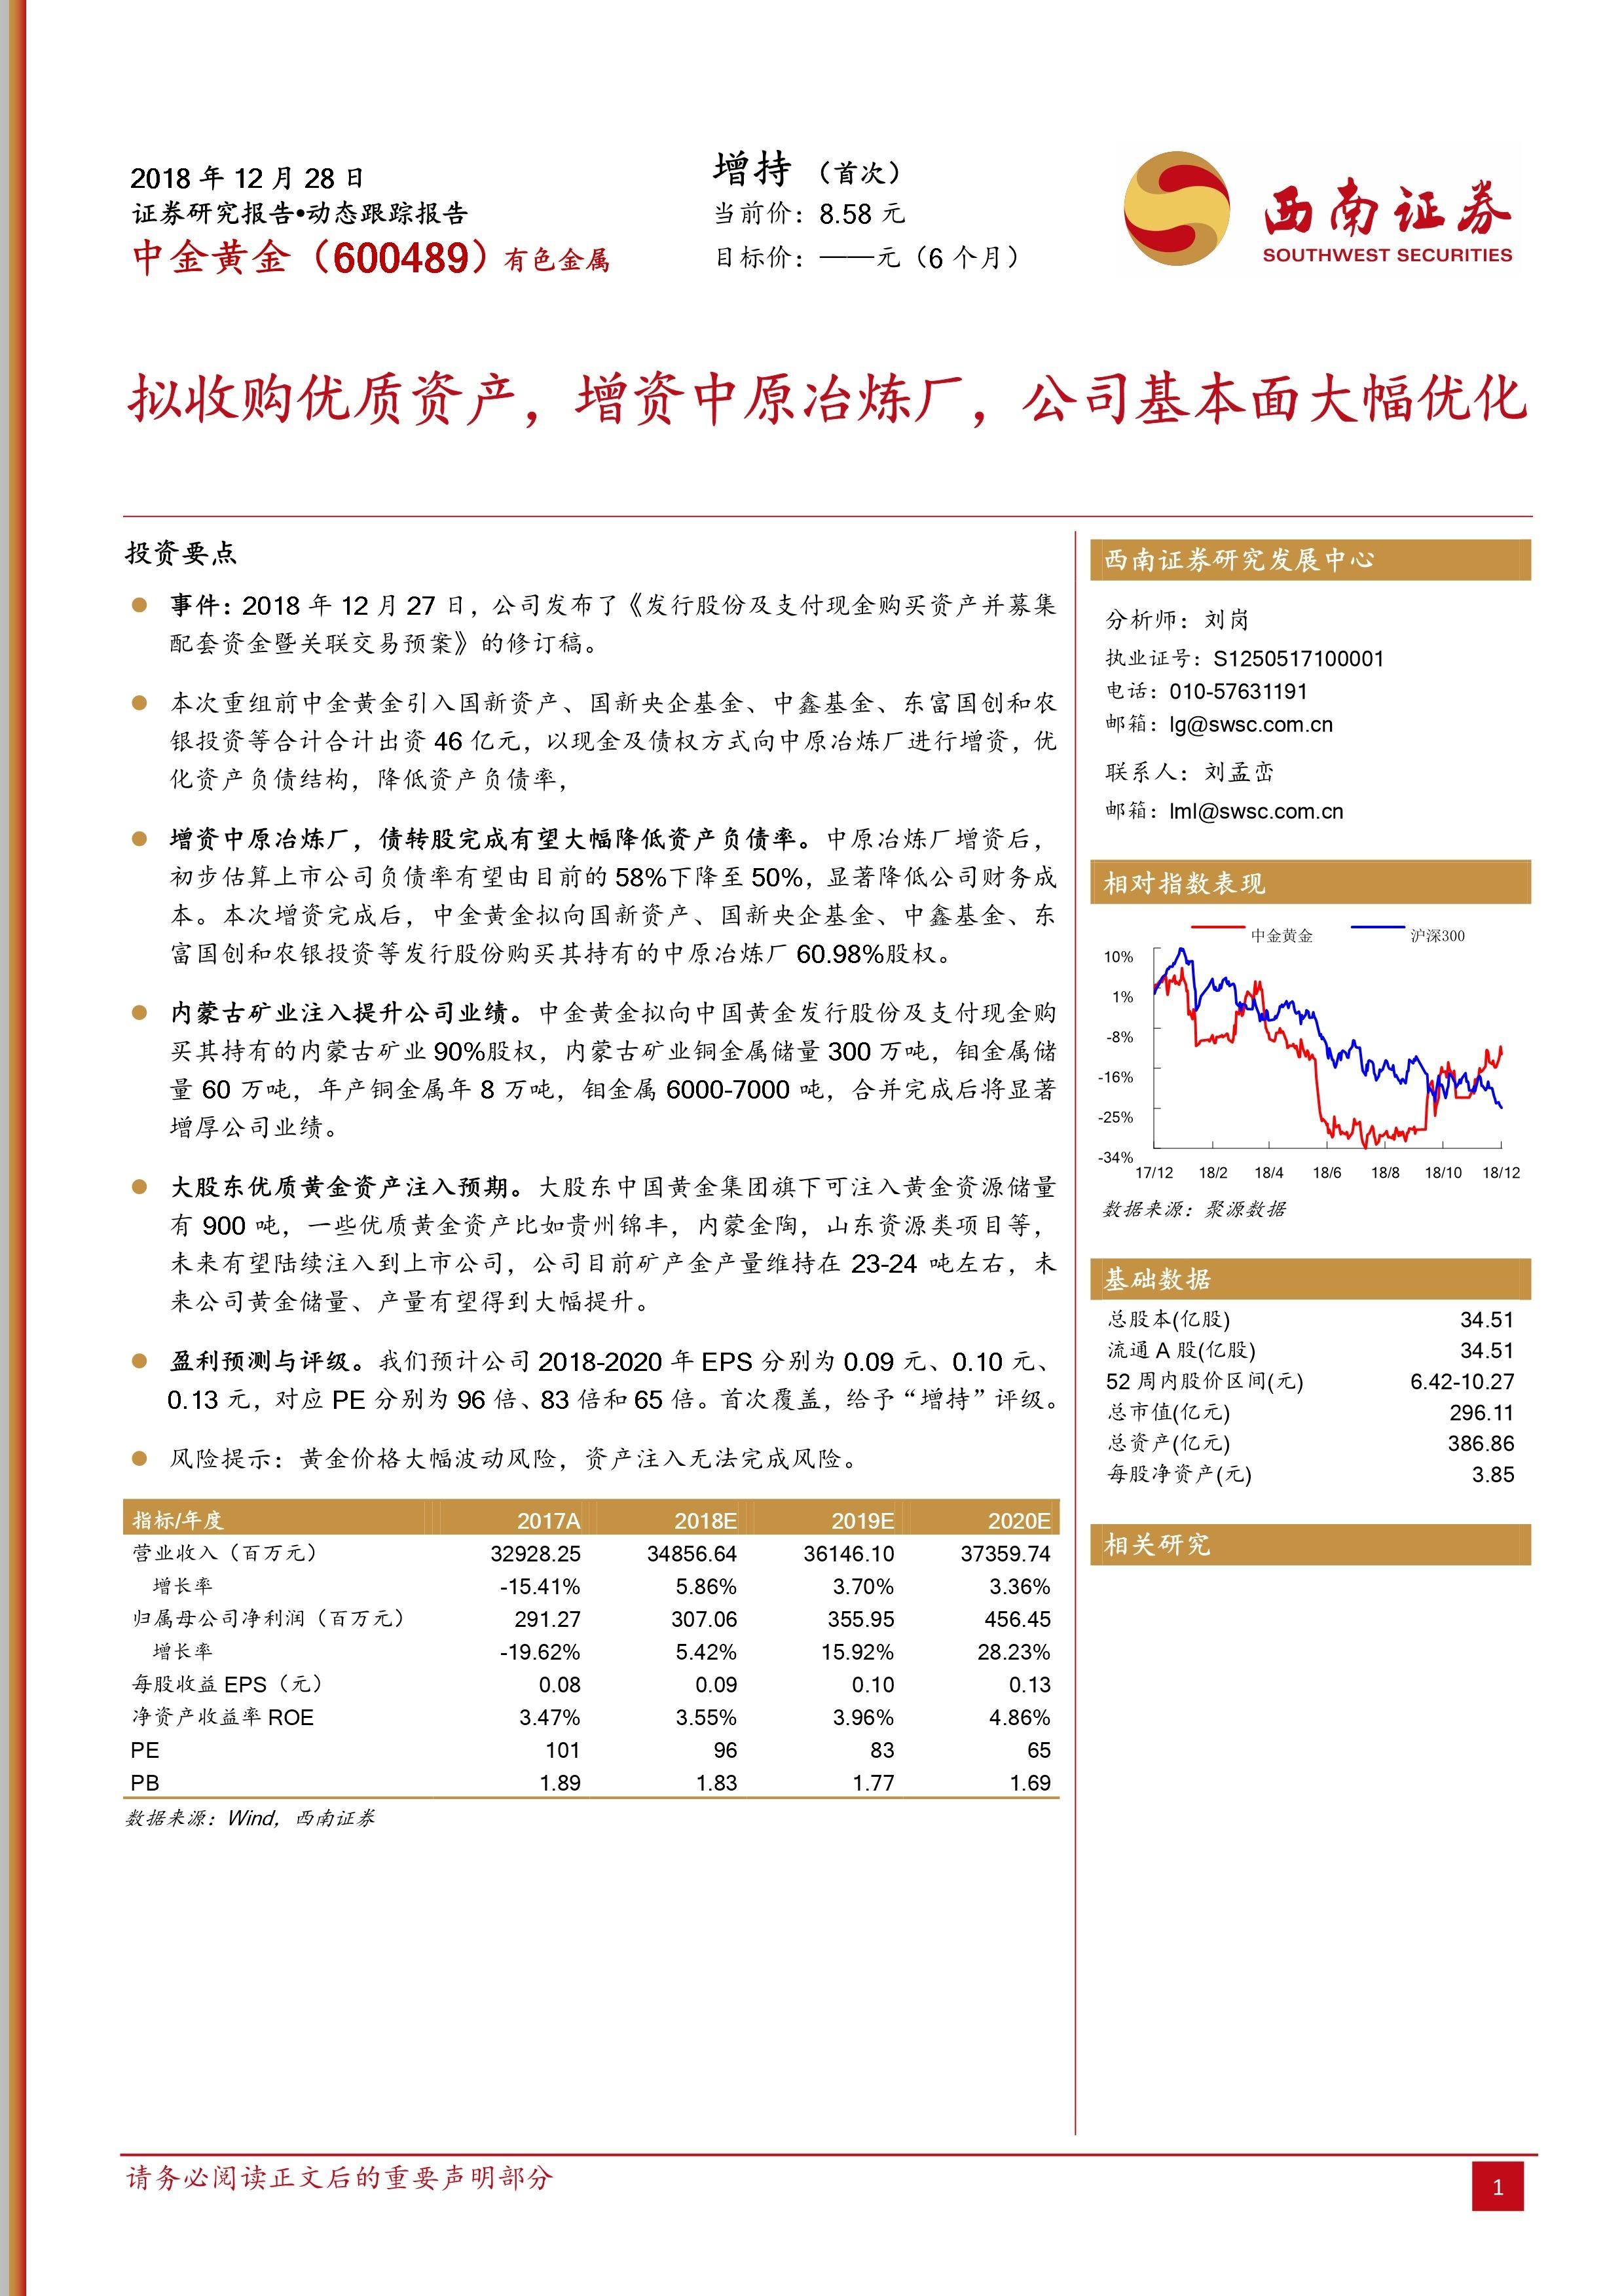 2018 年 12 月 28 日
证券研究报告•动态跟踪报告
中金黄金（600489）有色金属
增持 （首次）
当前价：8.58 元
目标价：——元（6 个月）
西南证券
SOUTHWEST SECURITIES
拟收购优质资产，增资中原冶炼厂，公司基本面大幅优化
投资要点
事件：2018 年 12 月 27 日，公司发布了《发行股份及支付现金购买资产并募集
配套资金暨关联交易预案》的修订稿。
本次重组前中金黄金引入国新资产、国新央企基金、中鑫基金、东富国创和农
银投资等合计合计出资 46 亿元，以现金及债权方式向中原冶炼厂进行增资，优
化资产负债结构，降低资产负债率，
增资中原冶炼厂，债转股完成有望大幅降低资产负债率。中原冶炼厂增资后，
初步估算上市公司负债率有望由目前的 58%下降至 50%，显著降低公司财务成
本。本次增资完成后，中金黄金拟向国新资产、国新央企基金、中鑫基金、东
富国创和农银投资等发行股份购买其持有的中原冶炼厂 60.98%股权。
内蒙古矿业注入提升公司业绩。中金黄金拟向中国黄金发行股份及支付现金购
买其持有的内蒙古矿业 90%股权，内蒙古矿业铜金属储量 300 万吨，钼金属储
量 60 万吨，年产铜金属年 8 万吨，钼金属 6000-7000 吨，合并完成后将显著
增厚公司业绩。
大股东优质黄金资产注入预期。大股东中国黄金集团旗下可注入黄金资源储量
有 900 吨，一些优质黄金资产比如贵州锦丰，内蒙金陶，山东资源类项目等，
未来有望陆续注入到上市公司，公司目前矿产金产量维持在 23-24 吨左右，未
来公司黄金储量、产量有望得到大幅提升。
盈利预测与评级。我们预计公司 2018-2020 年 EPS 分别为 0.09 元、0.10 元、
0.13 元，对应 PE 分别为 96 倍、83 倍和 65 倍。首次覆盖，给予“增持”评级。
风险提示：黄金价格大幅波动风险，资产注入无法完成风险。
指标/年度 2017A 2018E 2019E 2020E
营业收入（百万元） 32928.25 34856.64 36146.10 37359.74
增长率 -15.41% 5.86% 3.70% 3.36%
归属母公司净利润（百万元） 291.27 307.06 355.95 456.45
增长率 -19.62% 5.42% 15.92% 28.23%
每股收益 EPS（元） 0.08 0.09 0.10 0.13
净资产收益率 ROE 3.47% 3.55% 3.96% 4.86%
PE 101 96 83 65
PB 1.89 1.83 1.77 1.69
数据来源：Wind，西南证券
西南证券研究发展中心
分析师：刘岗
执业证号：S1250517100001
电话：010-57631191
邮箱：lg@swsc.com.cn
联系人：刘孟峦
邮箱：lml@swsc.com.cn
相对指数表现
中金黄金 沪深300
10%
1%
-8%
-16%
-25%
-34%
17/12 18/2 18/4 18/6 18/8 18/10 18/12
数据来源：聚源数据
基础数据
总股本(亿股) 34.51
流通 A 股(亿股) 34.51
52 周内股价区间(元) 6.42-10.27
总市值(亿元) 296.11
总资产(亿元) 386.86
每股净资产(元) 3.85
相关研究
请务必阅读正文后的重要声明部分
1